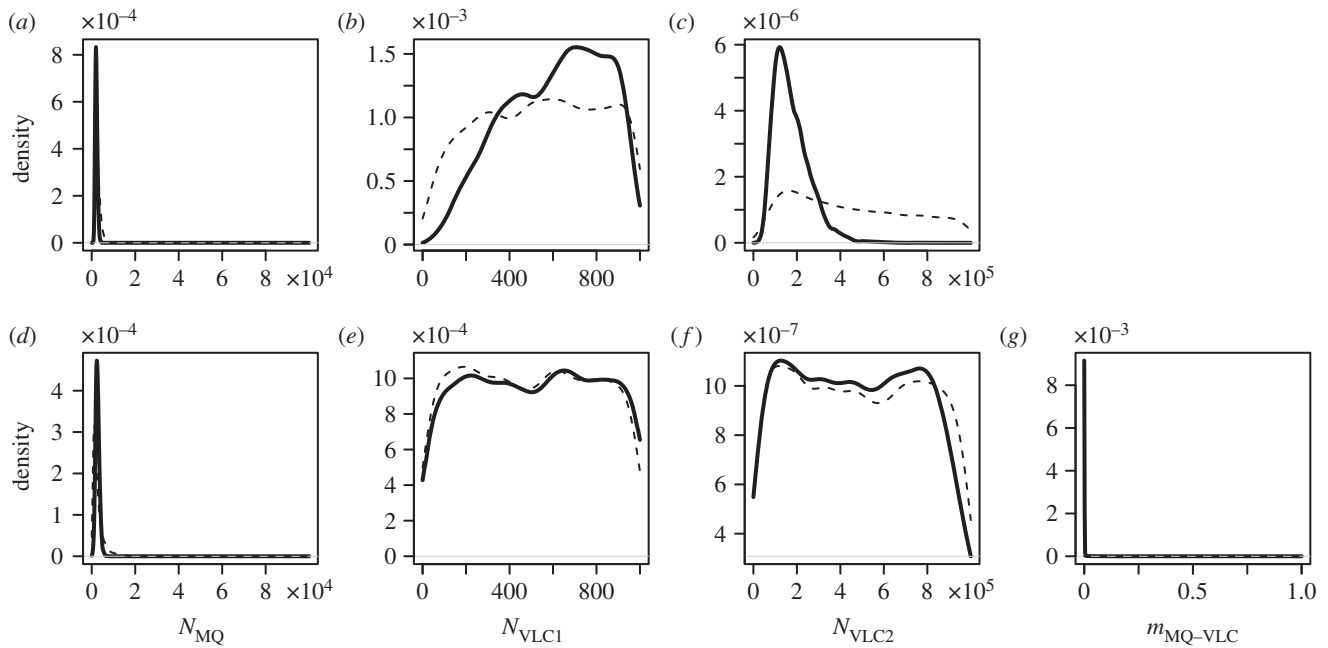 (a) ×10–4
8
6
4
2
0
density
0 2 4 6 8 ×104
(b) ×10–3
1.5
1.0
0.5
0
0 400 800
(c) ×10–6
6
4
2
0
0 2 4 6 8 ×105
(d) ×10–4
4
3
2
1
0
density
0 2 4 6 8 ×104
NMQ
(e) ×10–4
10
8
6
4
2
0
0 400 800
NVLC1
(f) ×10–7
10
8
6
4
0 2 4 6 8 ×105
NVLC2
(g) ×10–3
8
6
4
2
0
0 0.5 1.0
mMQ–VLC